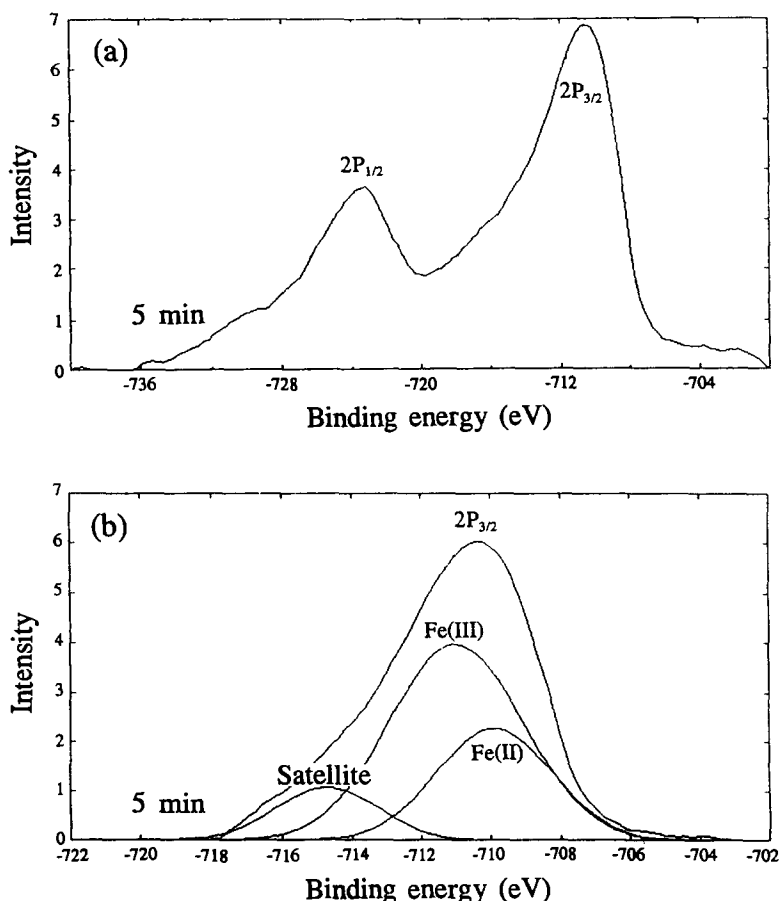 7
(a)
6
2P3/2
5
4
2P1/2
Intensity
3
2
5 min
1
0
-736 -728 -720 -712 -704
Binding energy (eV)
7
(b)
2P3/2
6
5
Fe(III)
4
Intensity
3
Fe(II)
2
Satellite
1
5 min
0
-722 -720 -718 -716 -714 -712 -710 -708 -706 -704 -702
Binding energy (eV)